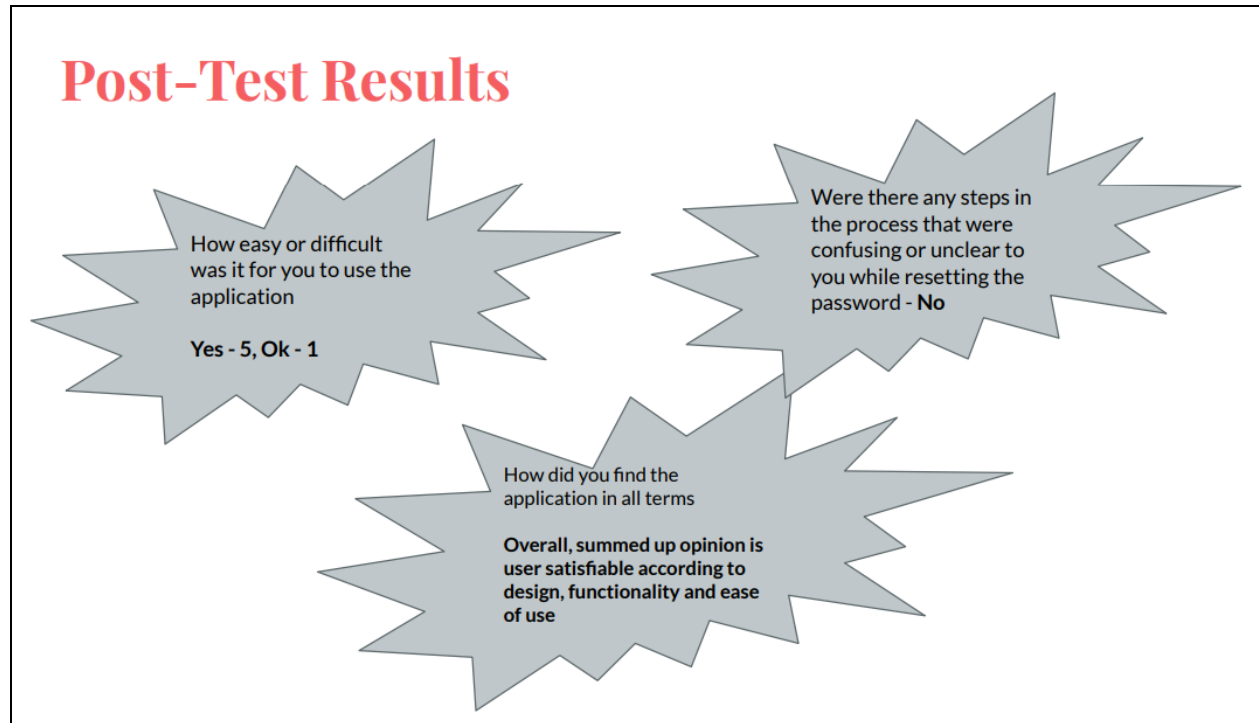 Post-Test Results
How easy or difficult
was it for you to use the
application
Yes - 5, Ok - 1
Were there any steps in
the process that were
confusing or unclear to
you while resetting the
password - No
How did you find the
application in all terms
Overall, summed up opinion is
user satisfiable according to
design, functionality and ease
of use